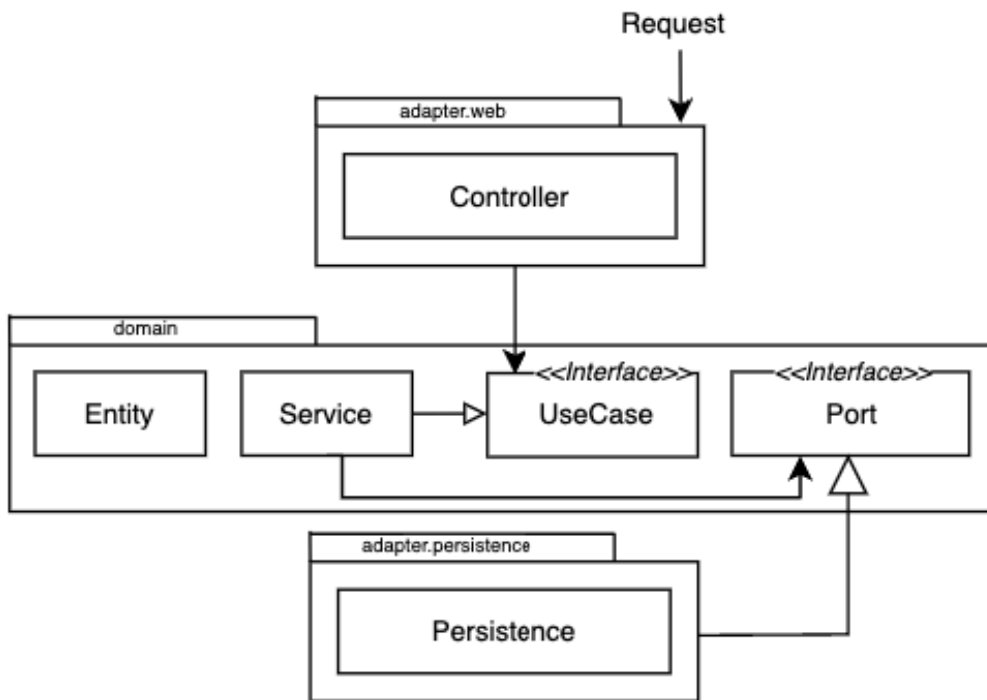 Request
adapter.web
Controller
domain
Entity
Service
<<Interface>>
UseCase
<<Interface>>
Port
adapter.persistence
Persistence